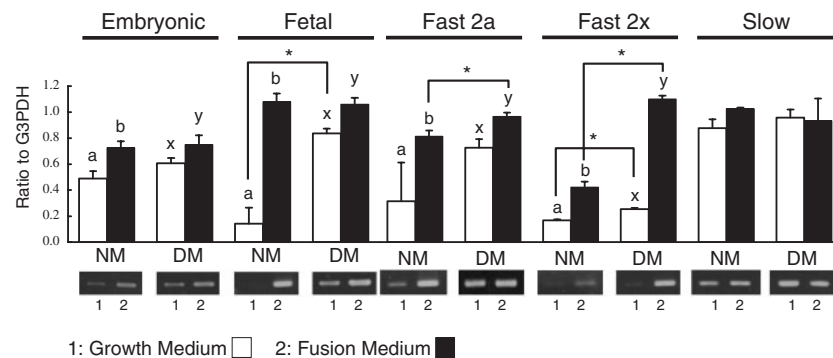 Embryonic Fetal Fast 2a Fast 2x Slow
* * * *
Ratio to G3PDH
1.2
1.0
0.8
0.6
0.4
0.2
0.0
a b x y a b x y a b x y a b x y
NM DM NM DM NM DM NM DM NM DM
1 2 1 2 1 2 1 2 1 2 1 2 1 2 1 2 1 2 1 2
1: Growth Medium 2: Fusion Medium